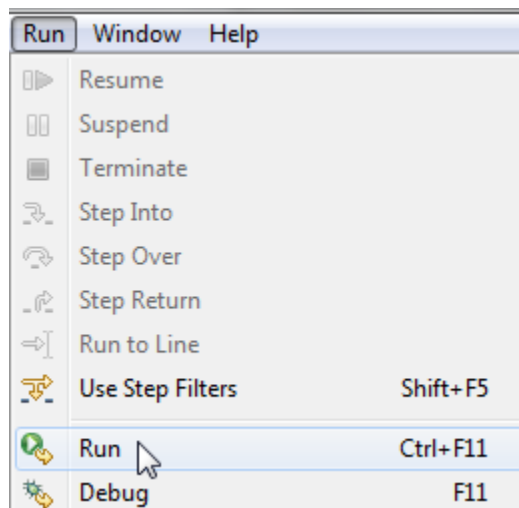 Run Window Help
Resume
Suspend
Terminate
Step Into
Step Over
Step Return
Run to Line
Use Step Filters Shift+F5
Run Ctrl+F11
Debug F11